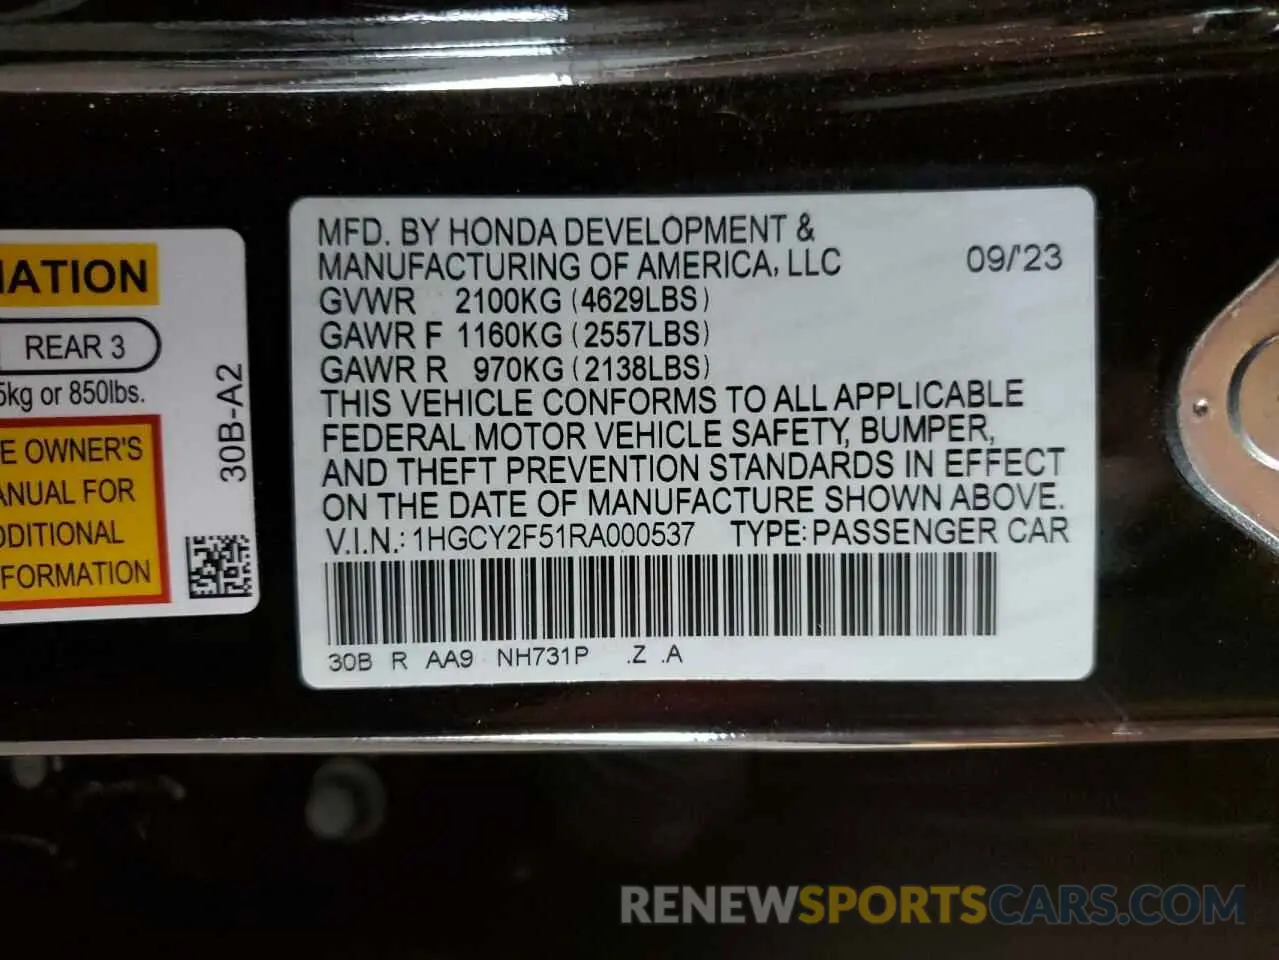 MFD. BY HONDA DEVELOPMENT &
MANUFACTURING OF AMERICA, LLC 09/'23
GVWR 2100KG (4629LBS)
GAWR F 1160KG (2557LBS)
GAWR R 970KG (2138LBS)
THIS VEHICLE CONFORMS TO ALL APPLICABLE
FEDERAL MOTOR VEHICLE SAFETY, BUMPER,
AND THEFT PREVENTION STANDARDS IN EFFECT
ON THE DATE OF MANUFACTURE SHOWN ABOVE.
V.I.N.: 1HGCY2F51RA000537 TYPE: PASSENGER CAR
30B R AA9 NH731P .Z .A
MATION
REAR 3
5kg or 850lbs.
E OWNER'S
ANUAL FOR
DDITIONAL
FORMATION
30B-A2
RENEWSPORTSCARS.COM